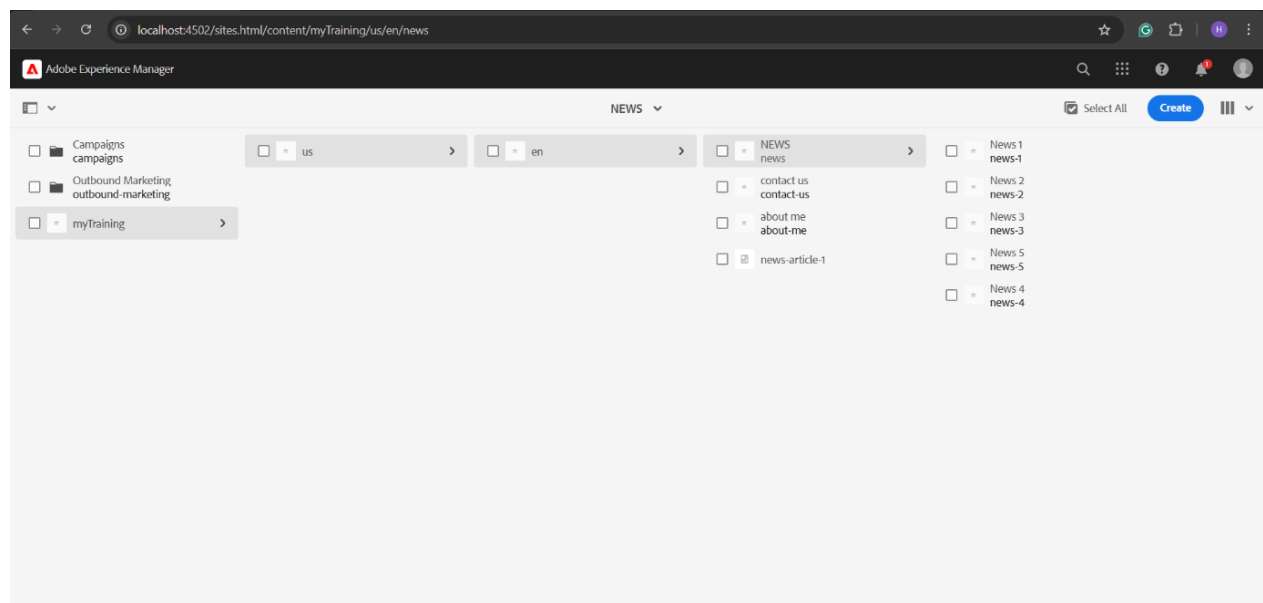 localhost:4502/sites.html/content/myTraining/us/en/news
G
H
Adobe Experience Manager
1
NEWS
Select All
Create
Campaigns
campaigns
Outbound Marketing
outbound-marketing
myTraining
us
en
NEWS
news
contact us
contact-us
about me
about-me
news-article-1
News 1
news-1
News 2
news-2
News 3
news-3
News 5
news-5
News 4
news-4